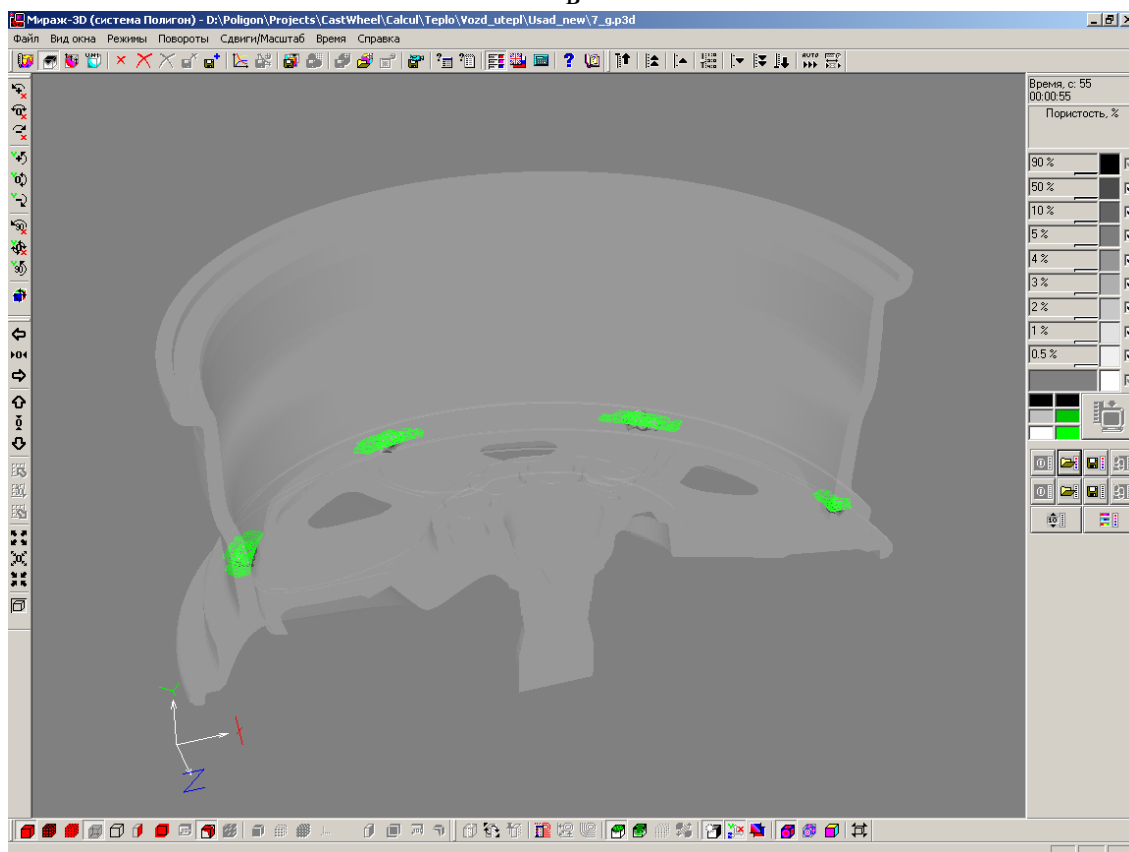 в
Мираж-3D (система Полигон) - D:\Poligon\Projects\CastWheel\Calcul\Teplo\Vozd_utepl\Usad_new\7_g.p3d
Файл Вид окна Режимы Повороты Сдвиги/Масштаб Время Справка
Время, с: 55
00:00:55
Пористость, %
90 %
50 %
10 %
5 %
4 %
3 %
2 %
1 %
0.5 %